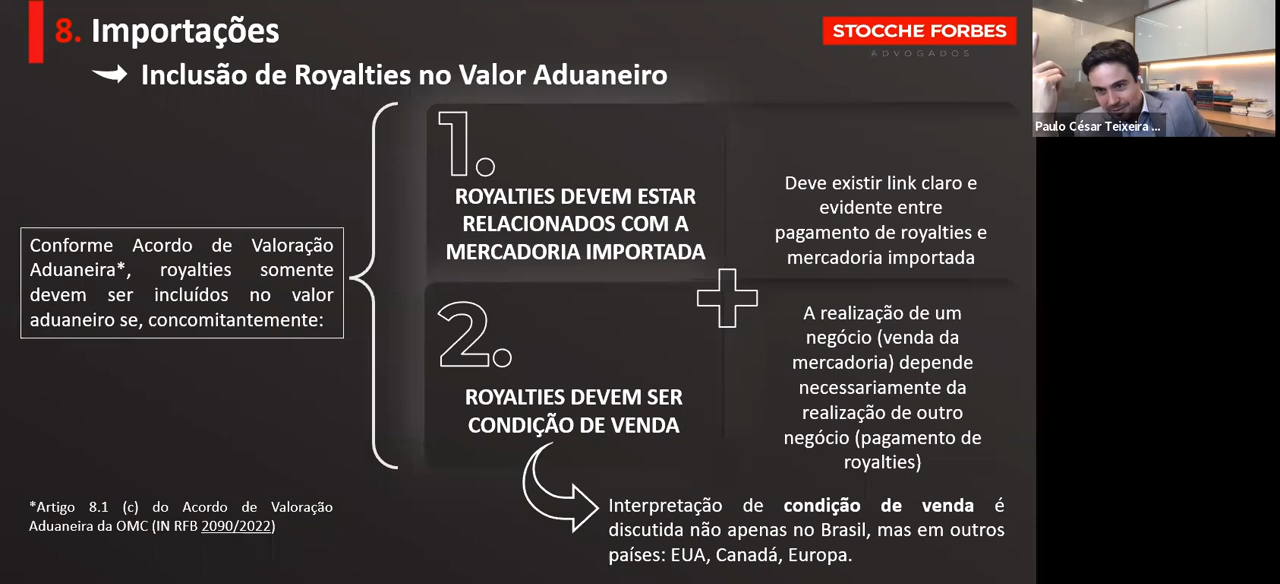 8. Importações
Inclusão de Royalties no Valor Aduaneiro
STOCCHE FORBES
ADVOGADOS
Paulo César Teixeira ...
Conforme Acordo de Valoração
Aduaneira*, royalties somente
devem ser incluídos no valor
aduaneiro se, concomitantemente:
1.
ROYALTIES DEVEM ESTAR
RELACIONADOS COM A
MERCADORIA IMPORTADA
Deve existir link claro e
evidente entre
pagamento de royalties e
mercadoria importada
2.
ROYALTIES DEVEM SER
CONDIÇÃO DE VENDA
A realização de um
negócio (venda da
mercadoria) depende
necessariamente da
realização de outro
negócio (pagamento de
royalties)
Interpretação de condição de venda é
discutida não apenas no Brasil, mas em outros
países: EUA, Canadá, Europa.
*Artigo 8.1 (c) do Acordo de Valoração
Aduaneira da OMC (IN RFB 2090/2022)